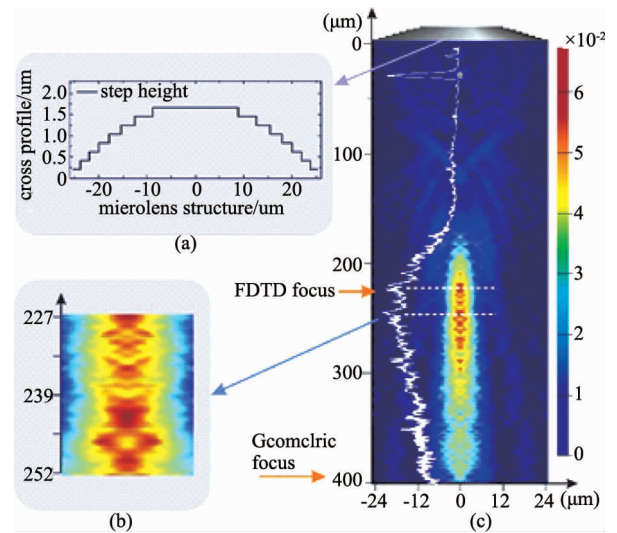 (μm)
0
100
200
300
400
-24 -12 0 12 24 (μm)
×10-2
6
5
4
3
2
1
0
(c)
cross profile/um
2.0
1.5
1.0
0.5
0
step height
-20 -10 0 10 20
mierolens structure/um
(a)
FDTD focus
Gcomclric
focus
227
239
252
(b)